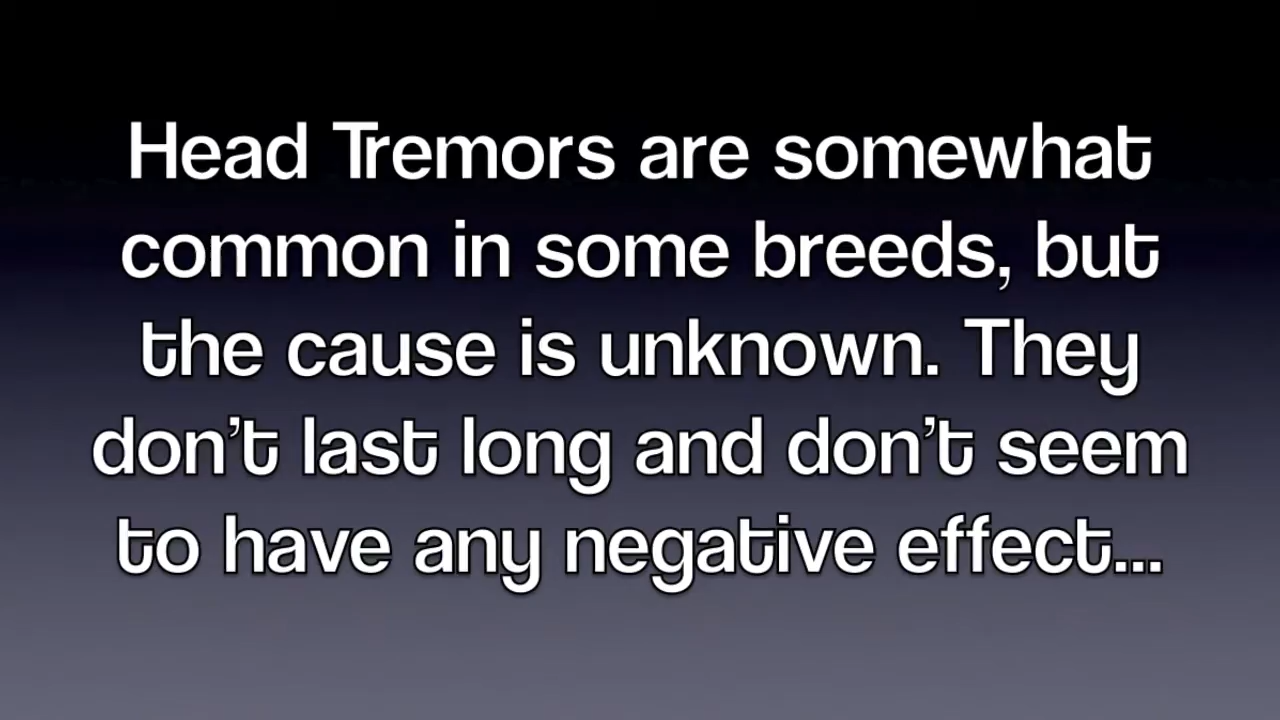 Head Tremors are somewhat
common in some breeds, but
the cause is unknown. They
don’t last long and don’t seem
to have any negative effect...